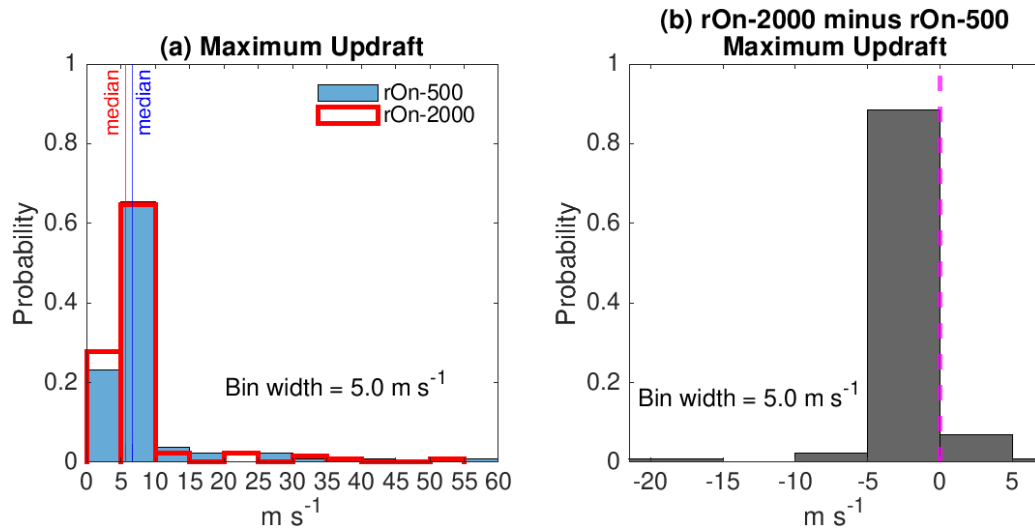 (a) Maximum Updraft
1
0.8
0.6
0.4
0.2
0
Probability
median
median
rOn-500
rOn-2000
Bin width = 5.0 m s-1
0 5 10 15 20 25 30 35 40 45 50 55 60
m s-1
(b) rOn-2000 minus rOn-500
Maximum Updraft
1
0.8
0.6
0.4
0.2
0
Probability
Bin width = 5.0 m s-1
-20 -15 -10 -5 0 5
m s-1